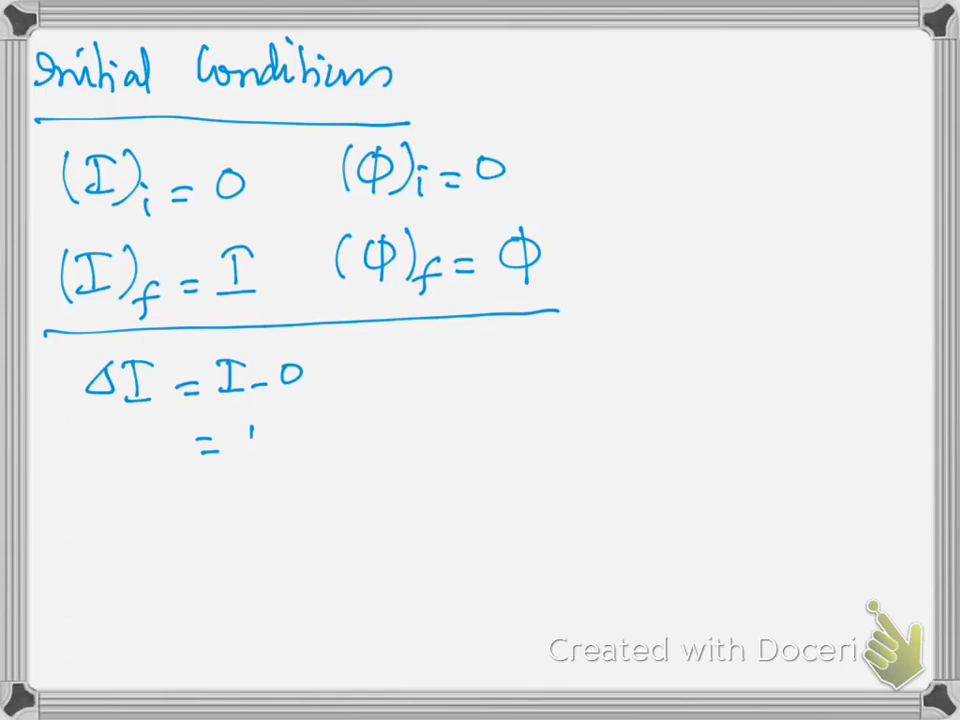 Initial Conditions
(I)i = 0 (Φ)i = 0
(I)f = I (Φ)f = Φ
ΔI = I - 0
=
Created with Doceri